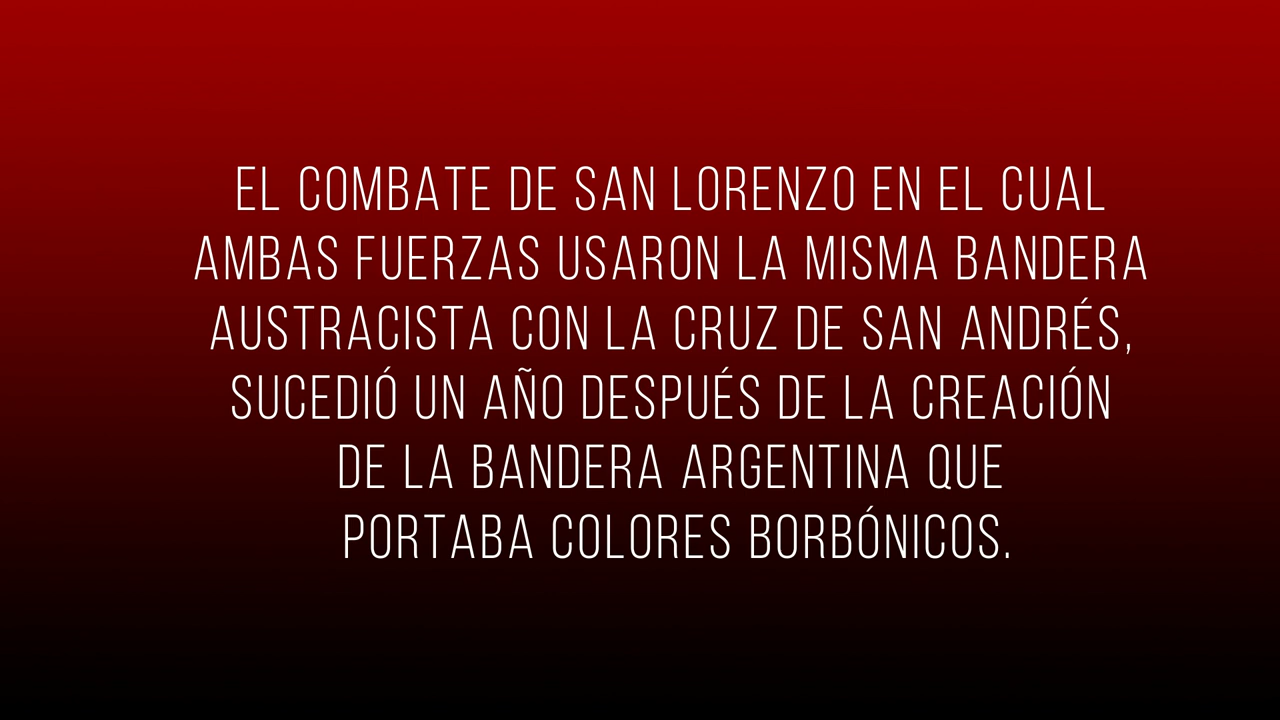 EL COMBATE DE SAN LORENZO EN EL CUAL
AMBAS FUERZAS USARON LA MISMA BANDERA
AUSTRACISTA CON LA CRUZ DE SAN ANDRÉS,
SUCEDIÓ UN AÑO DESPUÉS DE LA CREACIÓN
DE LA BANDERA ARGENTINA QUE
PORTABA COLORES BORBÓNICOS.